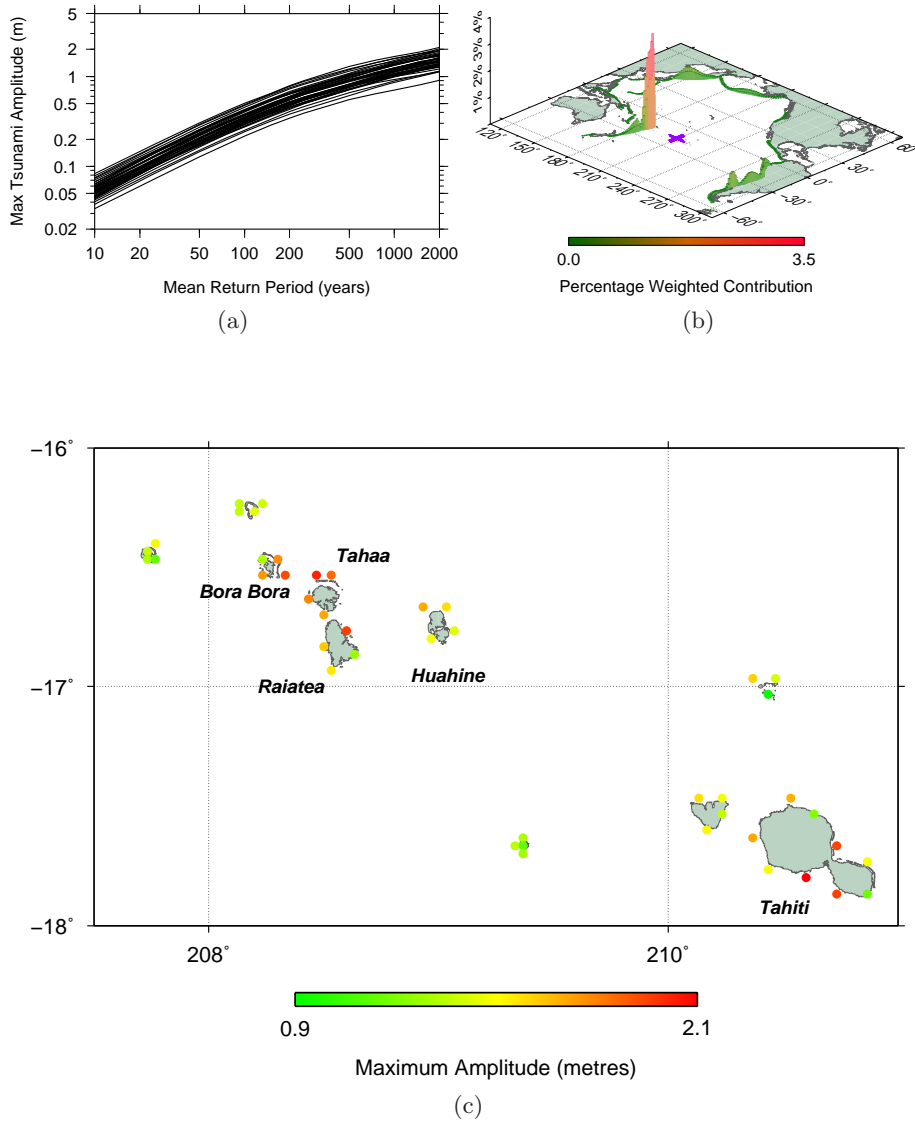 Max Tsunami Amplitude (m)
5
2
1
0.5
0.2
0.1
0.05
0.02
10 20 50 100 200 500 1000 2000
Mean Return Period (years)
(a)
1% 2% 3% 4%
120° 150° 180° 210° 240° 270° 300°
−60° −30° 0° 30° 60°
0.0 3.5
Percentage Weighted Contribution
(b)
−16°
Tahaa
Bora Bora
Raiatea
Huahine
−17°
Tahiti
−18°
208° 210°
0.9 2.1
Maximum Amplitude (metres)
(c)